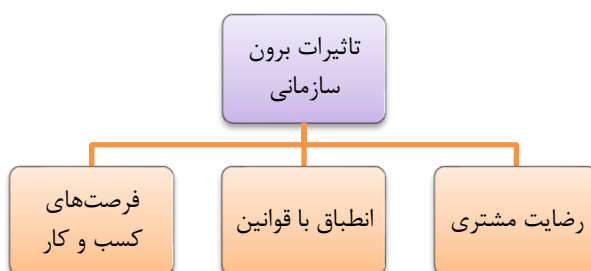 تاثیرات برون
سازمانی
رضایت مشتری
انطباق با قوانین
فرصت‌های
کسب و کار